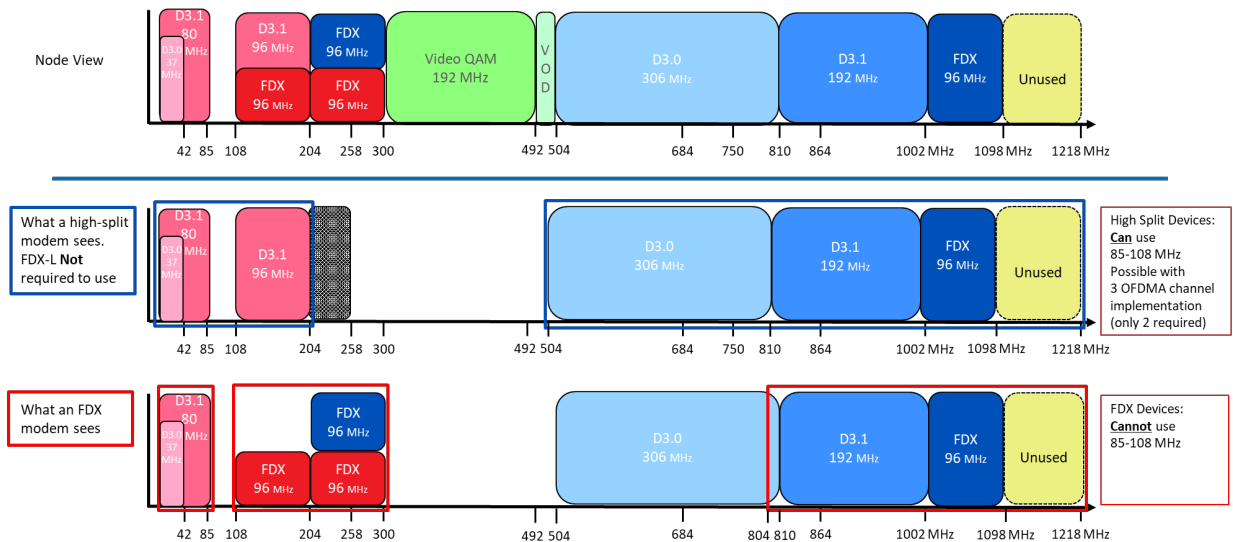 Node View
D3.1
80
MHz
D3.0
37
MHz
D3.1
96 MHz
FDX
96 MHz
FDX
96 MHz
FDX
96 MHz
Video QAM
192 MHz
V
O
D
D3.0
306 MHz
D3.1
192 MHz
FDX
96 MHz
Unused
42 85 108 204 258 300 492 504 684 750 810 864 1002 MHz 1098 MHz 1218 MHz
What a high-split
modem sees.
FDX-L Not
required to use
D3.1
80
MHz
D3.0
37
MHz
D3.1
96 MHz
D3.0
306 MHz
D3.1
192 MHz
FDX
96 MHz
Unused
High Split Devices:
Can use
85-108 MHz
Possible with
3 OFDMA channel
implementation
(only 2 required)
42 85 108 204 258 300 492 504 684 750 810 864 1002 MHz 1098 MHz 1218 MHz
What an FDX
modem sees
D3.1
80
MHz
D3.0
37
MHz
FDX
96 MHz
FDX
96 MHz
FDX
96 MHz
D3.0
306 MHz
D3.1
192 MHz
FDX
96 MHz
Unused
FDX Devices:
Cannot use
85-108 MHz
42 85 108 204 258 300 492 504 684 804 810 864 1002 MHz 1098 MHz 1218 MHz